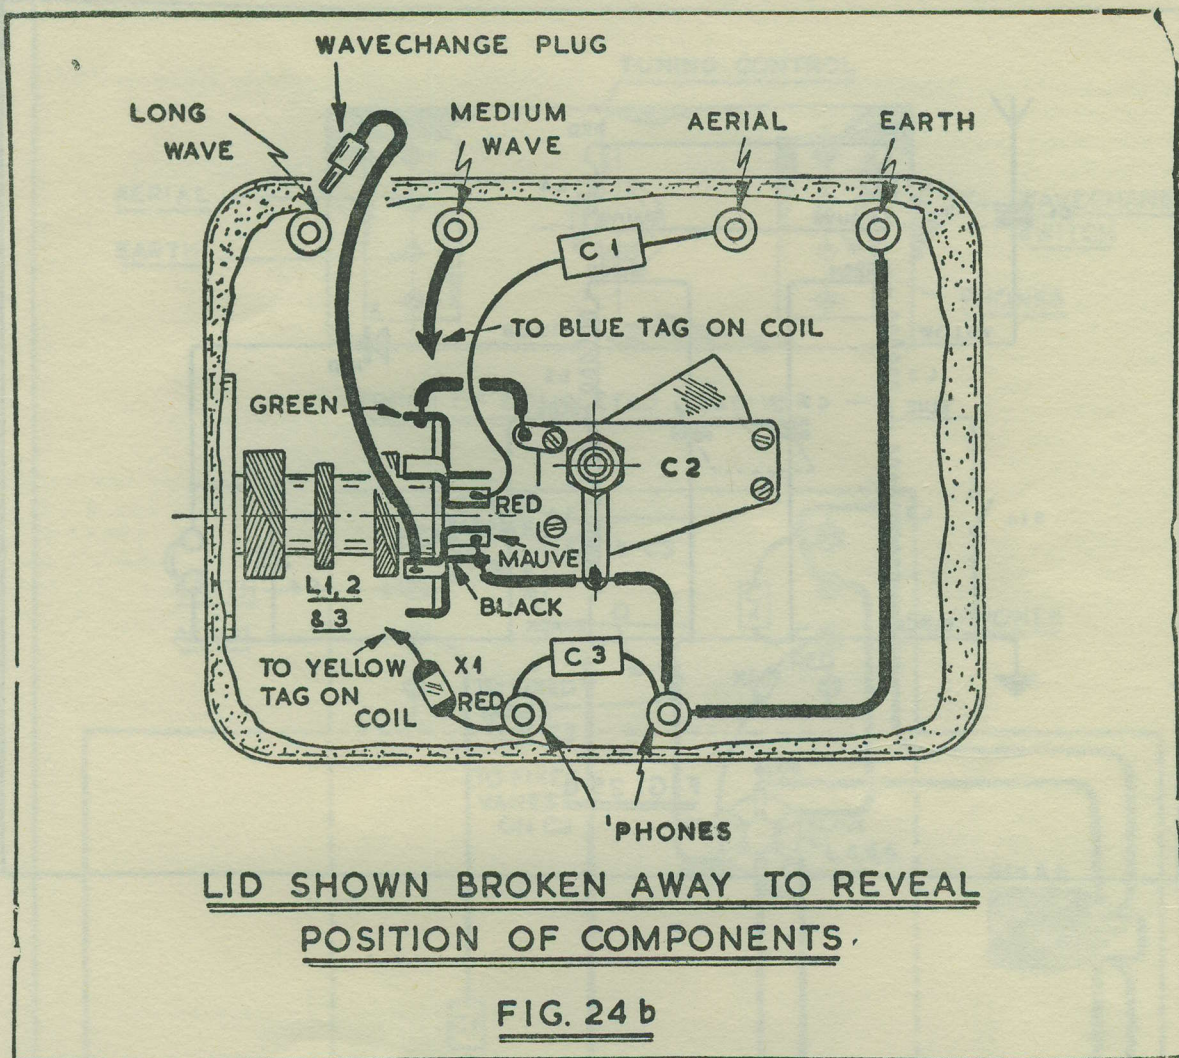 WAVECHANGE PLUG
LONG
WAVE
MEDIUM
WAVE
AERIAL
EARTH
C1
TO BLUE TAG ON COIL
GREEN
C2
RED
MAUVE
L1, 2
& 3
BLACK
TO YELLOW
TAG ON
COIL
X1
RED
C3
'PHONES
LID SHOWN BROKEN AWAY TO REVEAL
POSITION OF COMPONENTS.
FIG. 24b